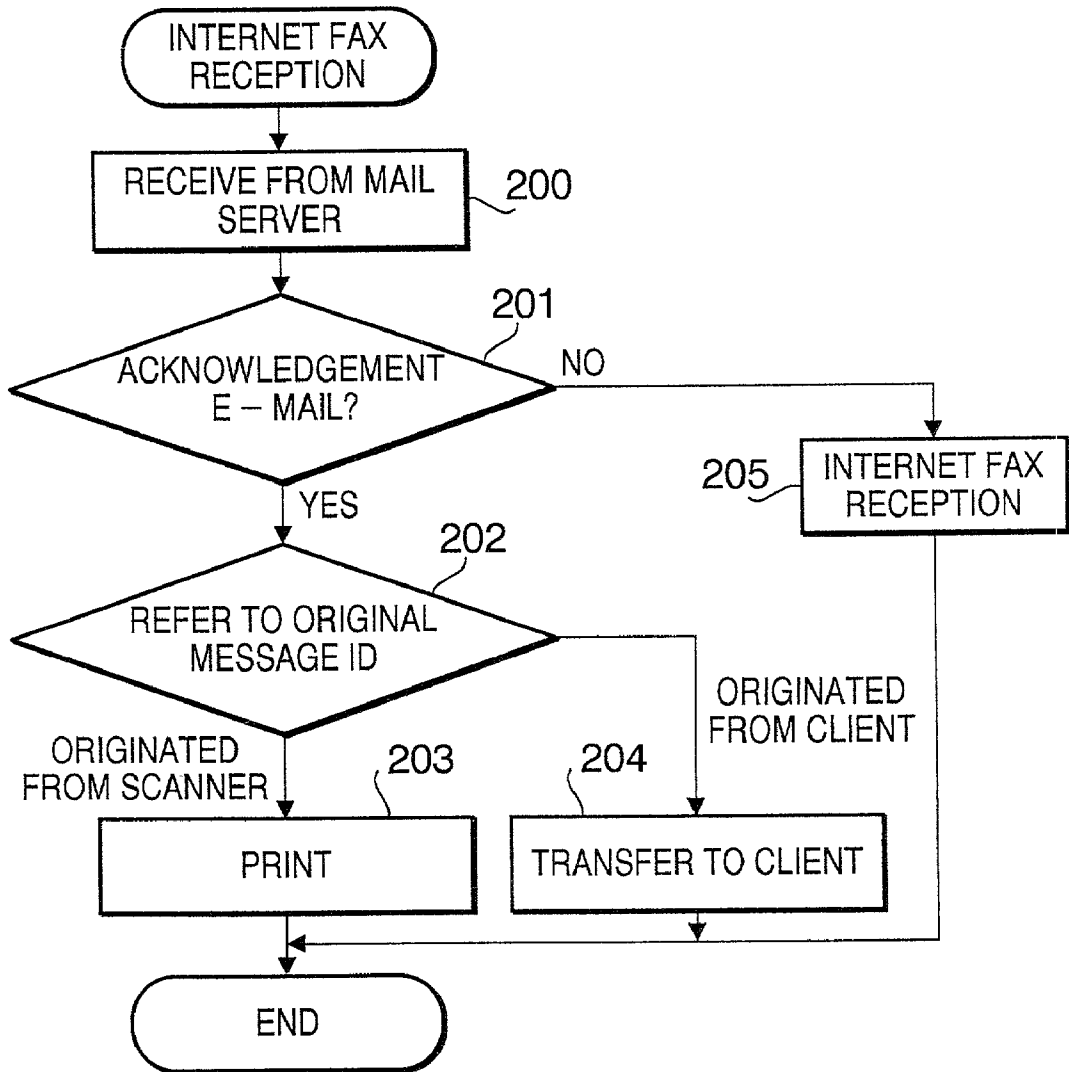 INTERNET FAX
RECEPTION
RECEIVE FROM MAIL
SERVER
200
201
ACKNOWLEDGEMENT
E – MAIL?
NO
205
INTERNET FAX
RECEPTION
YES
202
REFER TO ORIGINAL
MESSAGE ID
ORIGINATED
FROM CLIENT
ORIGINATED
FROM SCANNER
203
204
PRINT
TRANSFER TO CLIENT
END